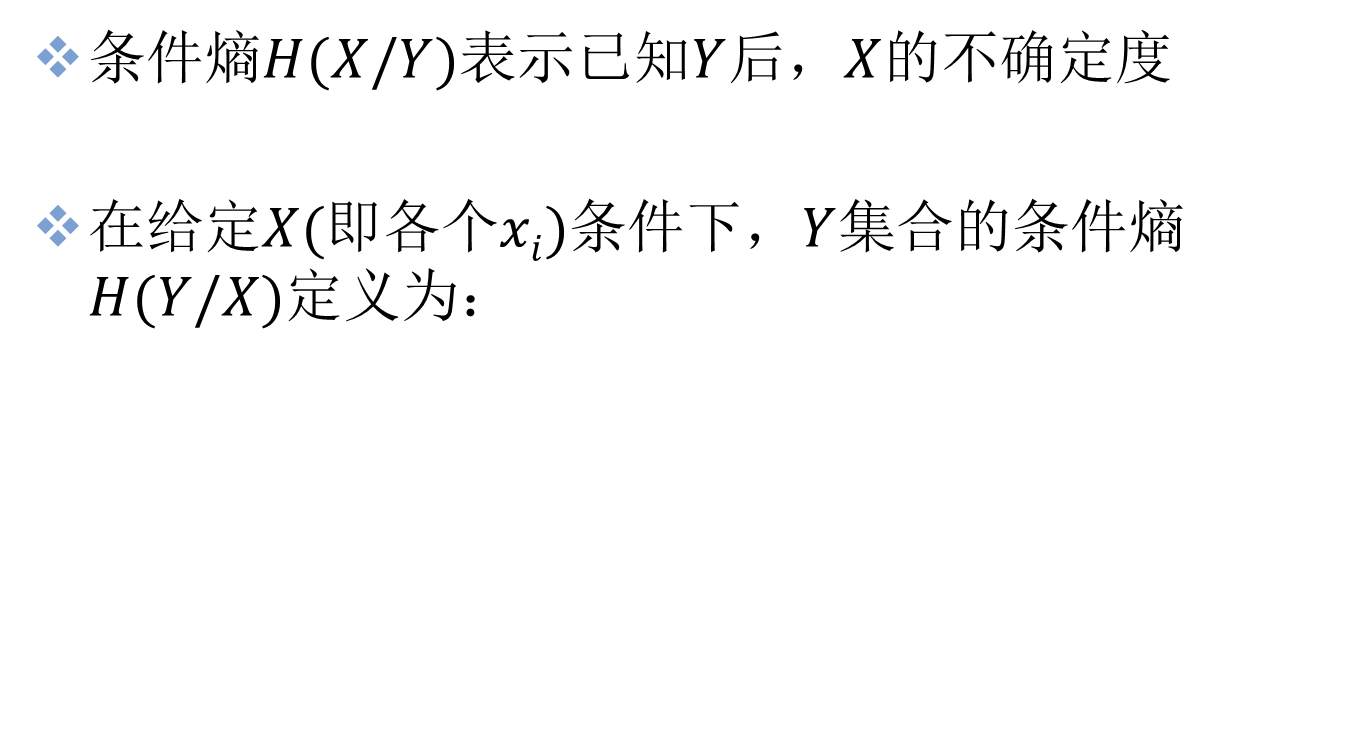 ❖条件熵H(X/Y)表示已知Y后，X的不确定度
❖在给定X(即各个xᵢ)条件下，Y集合的条件熵
H(Y/X)定义为：